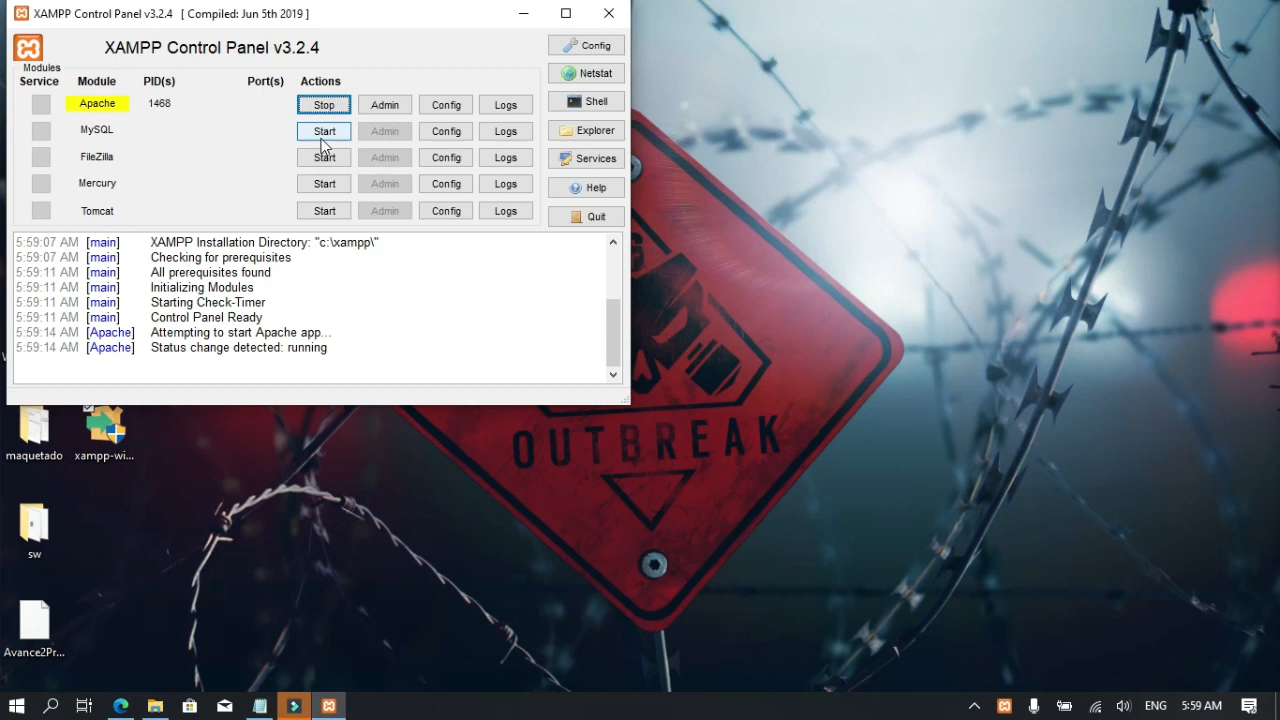 XAMPP Control Panel v3.2.4 [ Compiled: Jun 5th 2019 ]
XAMPP Control Panel v3.2.4
Config
Modules
Service Module PID(s) Port(s) Actions
Netstat
Apache 1468 Stop Admin Config Logs
Shell
MySQL Start Admin Config Logs
Explorer
FileZilla Start Admin Config Logs
Services
Mercury Start Admin Config Logs
Help
Tomcat Start Admin Config Logs
Quit
5:59:07 AM [main] XAMPP Installation Directory: "c:\xampp\"
5:59:07 AM [main] Checking for prerequisites
5:59:11 AM [main] All prerequisites found
5:59:11 AM [main] Initializing Modules
5:59:11 AM [main] Starting Check-Timer
5:59:11 AM [main] Control Panel Ready
5:59:14 AM [Apache] Attempting to start Apache app...
5:59:14 AM [Apache] Status change detected: running
OUTBREAK
maquetado xampp-wi...
sw
Avance2Pr...
ENG 5:59 AM